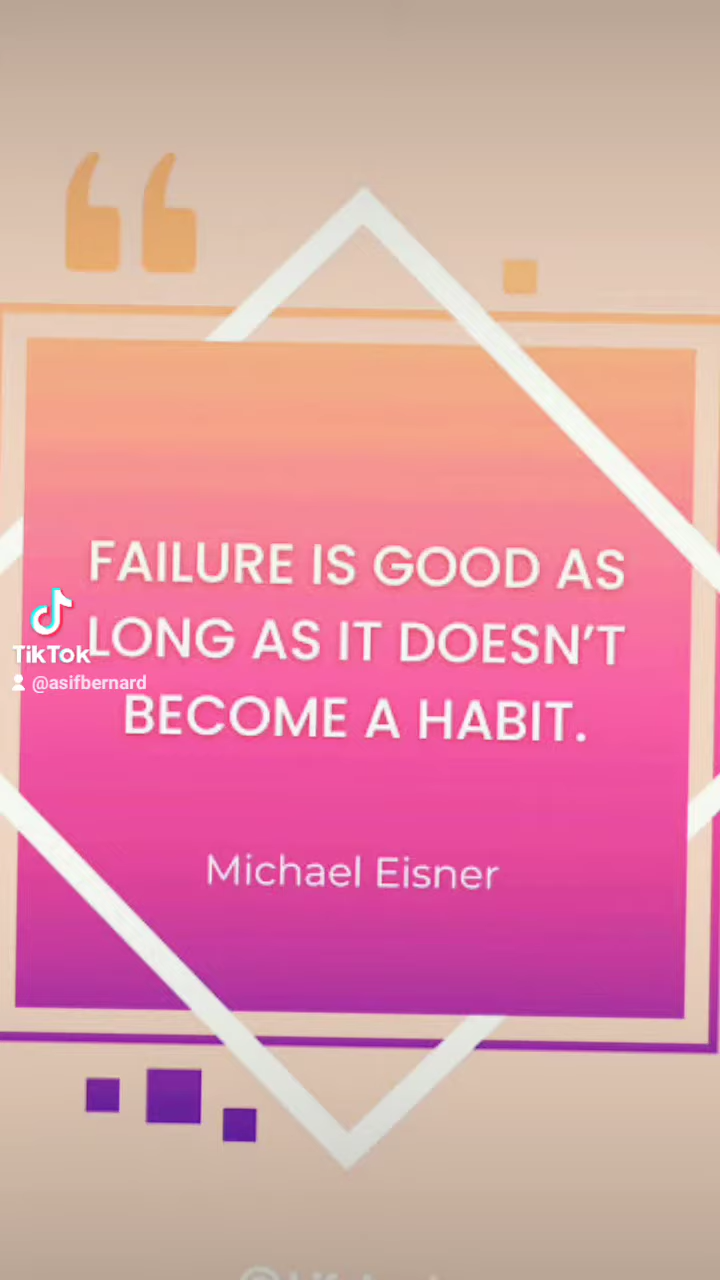 “
FAILURE IS GOOD AS
LONG AS IT DOESN’T
BECOME A HABIT.
Michael Eisner
TikTok
@asifbernard